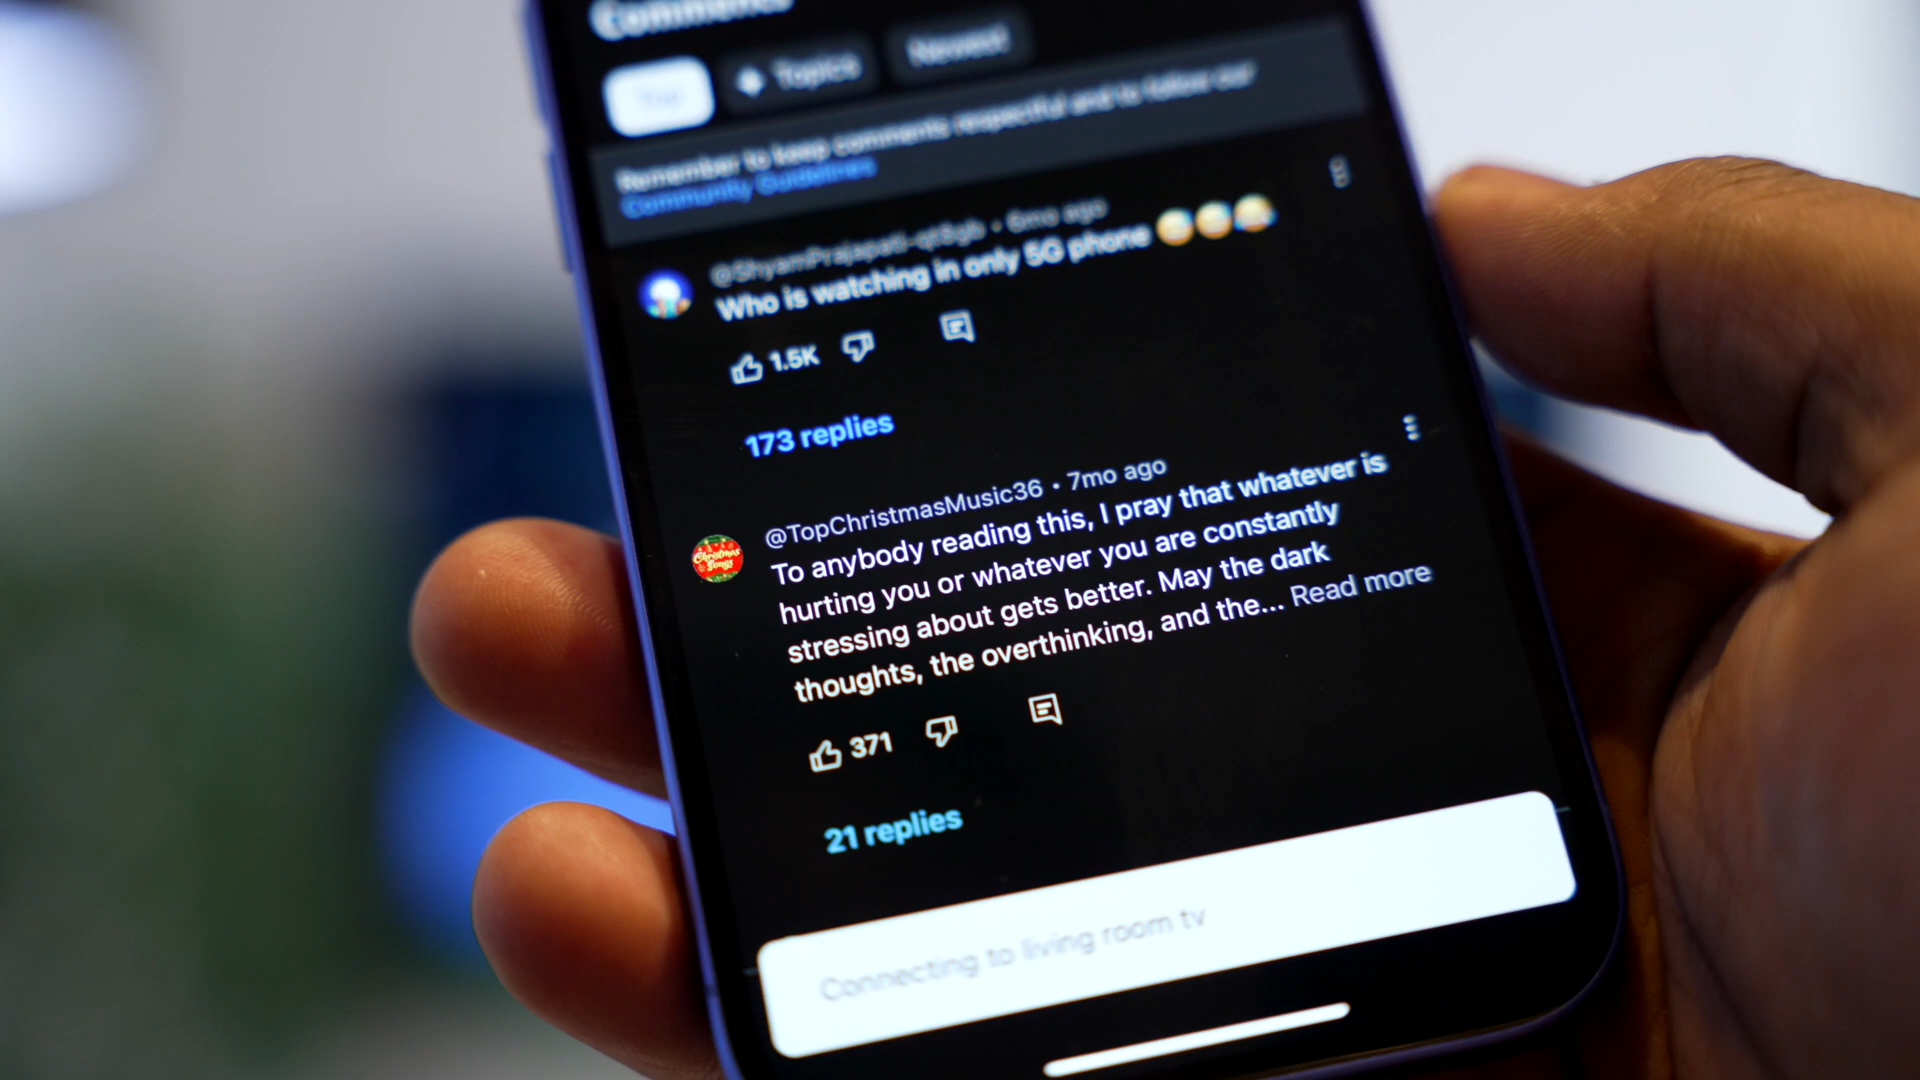 Comments
Top
Topics
Newest
Remember to keep comments respectful and to follow our
Community Guidelines
• 6mo ago
Who is watching in only 5G phone 😂😂😂
1.5K
173 replies
@TopChristmasMusic36 • 7mo ago
Christmas
Songs
To anybody reading this, I pray that whatever is
hurting you or whatever you are constantly
stressing about gets better. May the dark
thoughts, the overthinking, and the... Read more
371
21 replies
Connecting to living room tv